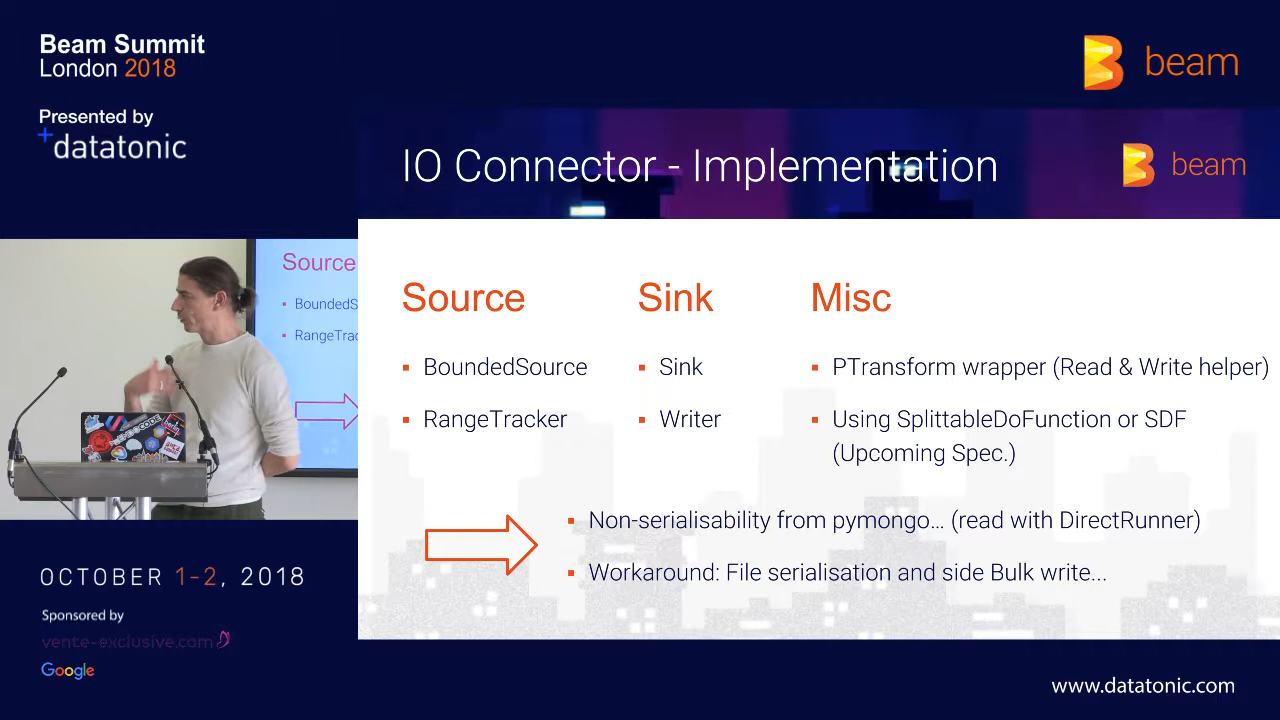 Beam Summit
London 2018
Presented by
datatonic
beam
IO Connector - Implementation
beam
Source
BoundedSource
RangeTracker
Sink
Sink
Writer
Misc
PTransform wrapper (Read & Write helper)
Using SplittableDoFunction or SDF
(Upcoming Spec.)
Non-serialisability from pymongo... (read with DirectRunner)
Workaround: File serialisation and side Bulk write...
Source
BoundedS
RangeTrac
OCTOBER 1-2, 2018
Sponsored by
vente-exclusive.com
Google
www.datatonic.com